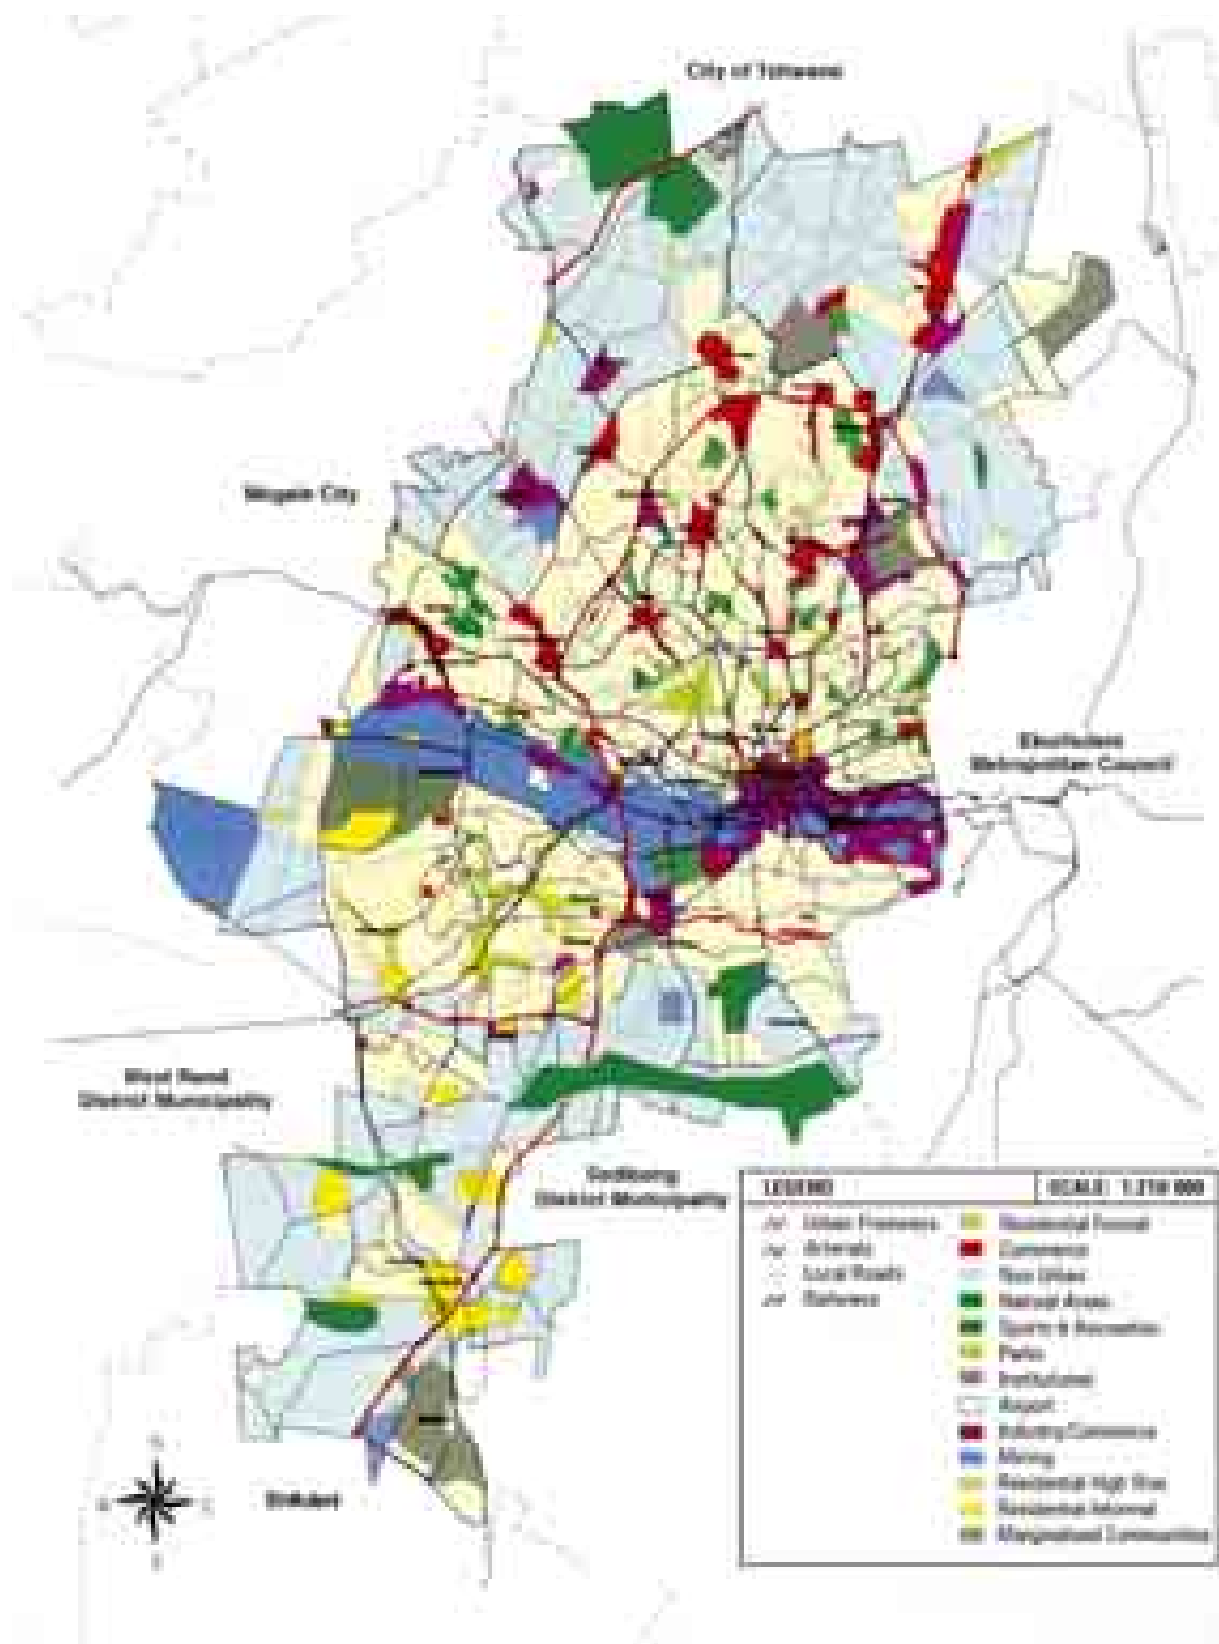 City of Tshwane
Mogale City
Ekurhuleni
Metropolitan Council
West Rand
District Municipality
Sedibeng
District Municipality
LEGEND
Urban Freeways
Arterials
Local Roads
Railways
Residential Formal
Commerce
Non Urban
Natural Areas
Sports & Recreation
Parks
Institutional
Airport
Industry/Commerce
Mining
Residential High Rise
Residential Informal
Marginalised Communities
SCALE: